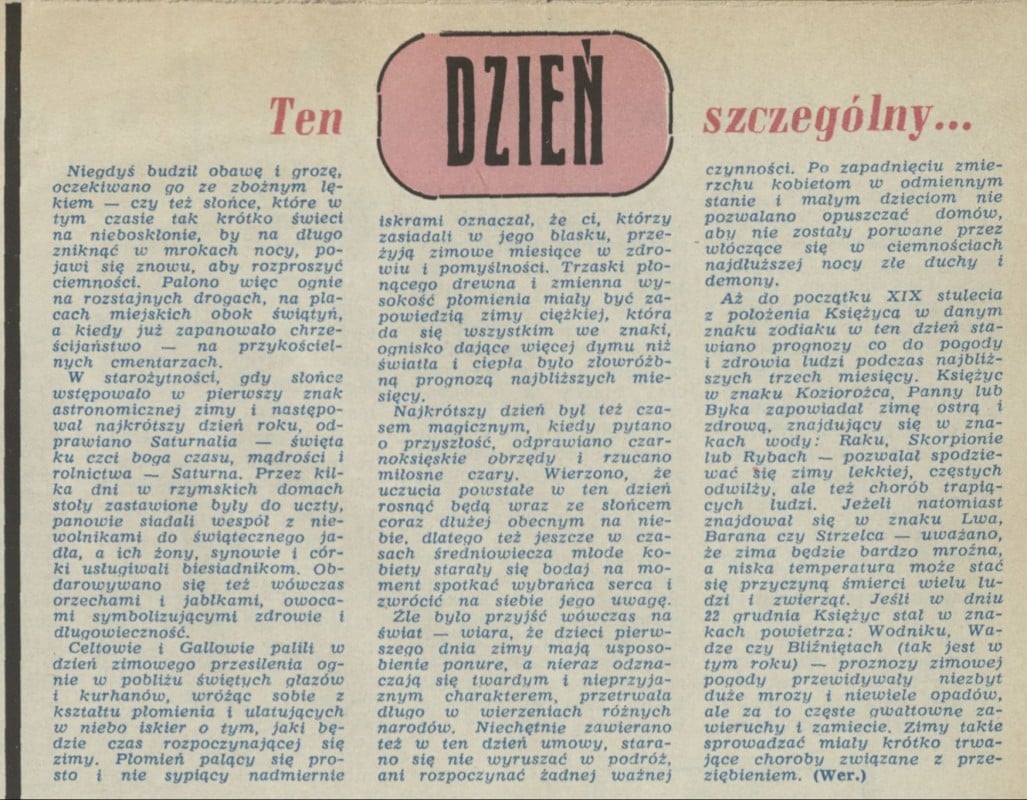 Ten DZIEŃ szczególny...
Niegdyś budził obawę i grozę,
oczekiwano go ze zbożnym lę-
kiem — czy też słońce, które w
tym czasie tak krótko świeci
na nieboskłonie, by na długo
zniknąć w mrokach nocy, po-
jawi się znowu, aby rozproszyć
ciemności. Palono więc ognie
na rozstajnych drogach, na pla-
cach miejskich obok świątyń,
a kiedy już zapanowało chrze-
ścijaństwo — na przykościel-
nych cmentarzach.
W starożytności, gdy słońce
wstępowało w pierwszy znak
astronomicznej zimy i następo-
wał najkrótszy dzień roku, od-
prawiano Saturnalia — święta
ku czci boga czasu, mądrości i
rolnictwa — Saturna. Przez kil-
ka dni w rzymskich domach
stoły zastawione były do uczty,
panowie siadali wespół z nie-
wolnikami do świątecznego ja-
dła, a ich żony, synowie i cór-
ki usługiwali biesiadnikom. Ob-
darowywano się też wówczas
orzechami i jabłkami, owoca-
mi symbolizującymi zdrowie i
długowieczność.
Celtowie i Gallowie palili w
dzień zimowego przesilenia og-
nie w pobliżu świętych głazów
i kurhanów, wróżąc sobie z
kształtu płomienia i ulatujących
w niebo iskier o tym, jaki bę-
dzie czas rozpoczynającej się
zimy. Płomień palący się pro-
sto i nie sypiący nadmiernie
iskrami oznaczał, że ci, którzy
zasiadali w jego blasku, prze-
żyją zimowe miesiące w zdro-
wiu i pomyślności. Trzaski pło-
nącego drewna i zmienna wy-
sokość płomienia miały być za-
powiedzią zimy ciężkiej, która
da się wszystkim we znaki,
ognisko dające więcej dymu niż
światła i ciepła było złowróżb-
ną prognozą najbliższych mie-
sięcy.
Najkrótszy dzień był też cza-
sem magicznym, kiedy pytano
o przyszłość, odprawiano czar-
noksięskie obrzędy i rzucano
miłosne czary. Wierzono, że
uczucia powstałe w ten dzień
rosnąć będą wraz ze słońcem
coraz dłużej obecnym na nie-
bie, dlatego też jeszcze w cza-
sach średniowiecza młode ko-
biety starały się bodaj na mo-
ment spotkać wybrańca serca i
zwrócić na siebie jego uwagę.
Źle było przyjść wówczas na
świat — wiara, że dzieci pierw-
szego dnia zimy mają usposo-
bienie ponure, a nieraz odzna-
czają się twardym i nieprzyja-
znym charakterem, przetrwała
długo w wierzeniach różnych
narodów. Niechętnie zawierano
też w ten dzień umowy, stara-
no się nie wyruszać w podróż,
ani rozpoczynać żadnej ważnej
czynności. Po zapadnięciu zmie-
rzchu kobietom w odmiennym
stanie i małym dzieciom nie
pozwalano opuszczać domów,
aby nie zostały porwane przez
włóczące się w ciemnościach
najdłuższej nocy złe duchy i
demony.
Aż do początku XIX stulecia
z położenia Księżyca w danym
znaku zodiaku w ten dzień sta-
wiano prognozy co do pogody
i zdrowia ludzi podczas najbliż-
szych trzech miesięcy. Księżyc
w znaku Koziorożca, Panny lub
Byka zapowiadał zimę ostrą i
zdrową, znajdujący się w zna-
kach wody: Raku, Skorpionie
lub Rybach — pozwalał spodzie-
wać się zimy lekkiej, częstych
odwilży, ale też chorób trapią-
cych ludzi. Jeżeli natomiast
znajdował się w znaku Lwa,
Barana czy Strzelca — uważano,
że zima będzie bardzo mroźna,
a niska temperatura może stać
się przyczyną śmierci wielu lu-
dzi i zwierząt. Jeśli w dniu
22 grudnia Księżyc stał w zna-
kach powietrza: Wodniku, Wa-
dze czy Bliźniętach (tak jest w
tym roku) — proznozy zimowej
pogody przewidywały niezbyt
duże mrozy i niewiele opadów,
ale za to częste gwałtowne za-
wieruchy i zamiecie. Zimy takie
sprowadzać miały krótko trwa-
jące choroby związane z prze-
ziębieniem. (Wer.)